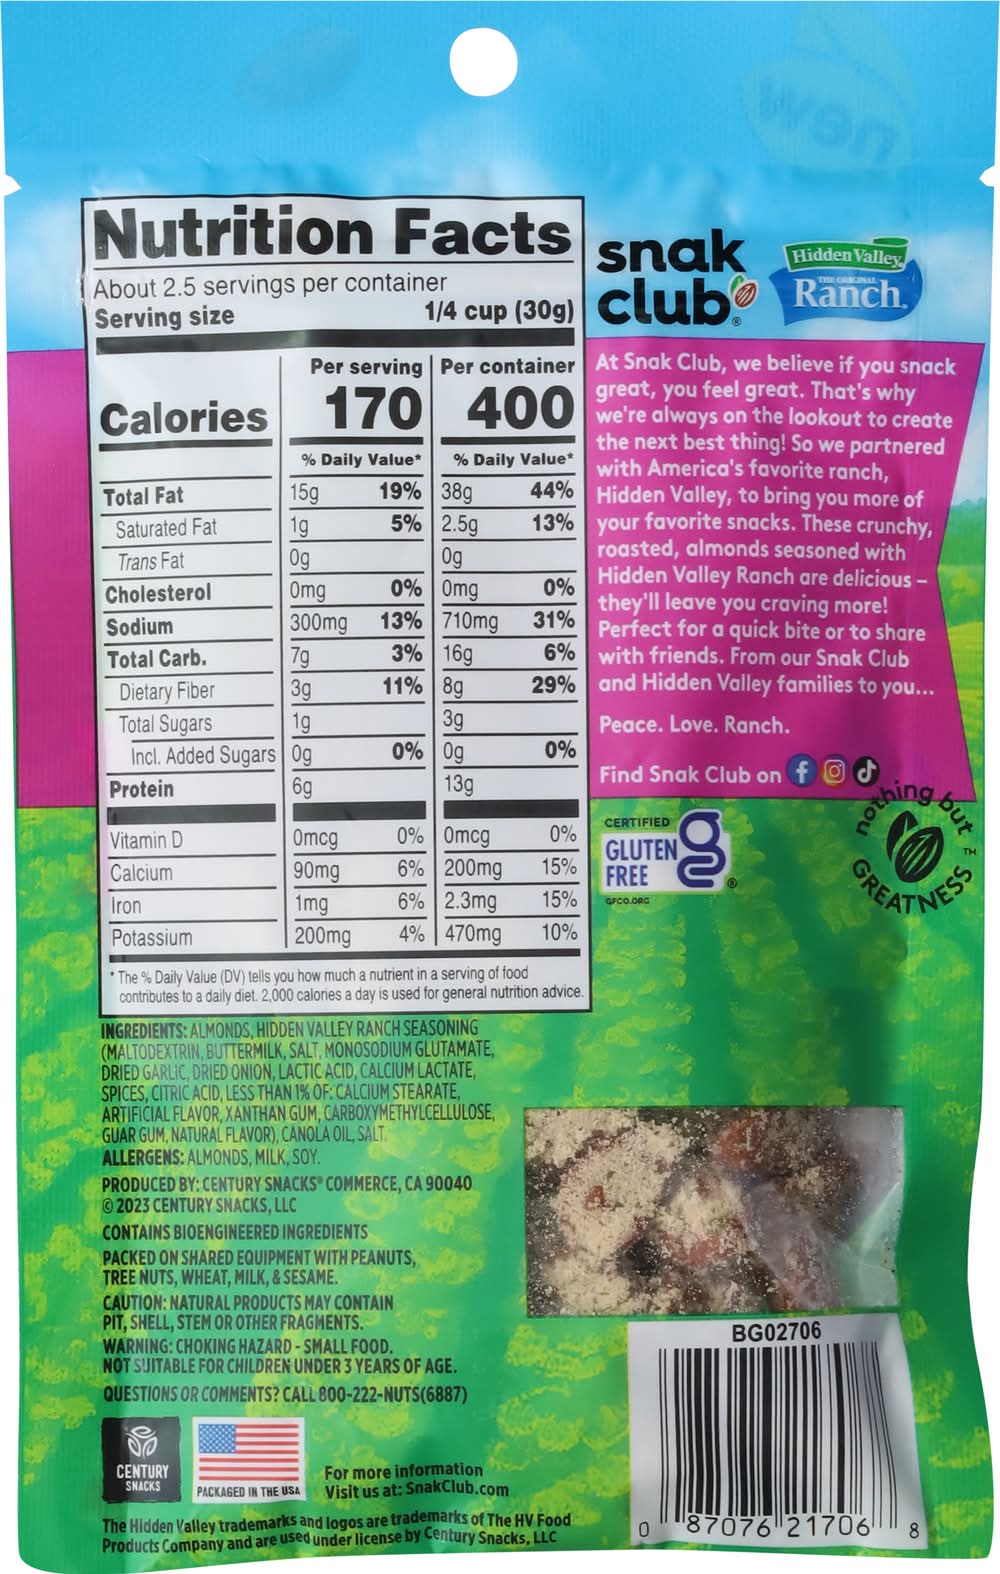 new
Nutrition Facts
About 2.5 servings per container
Serving size 1/4 cup (30g)
Per serving Per container
Calories 170 400
% Daily Value* % Daily Value*
Total Fat 15g 19% 38g 44%
Saturated Fat 1g 5% 2.5g 13%
Trans Fat 0g 0g
Cholesterol 0mg 0% 0mg 0%
Sodium 300mg 13% 710mg 31%
Total Carb. 7g 3% 16g 6%
Dietary Fiber 3g 11% 8g 29%
Total Sugars 1g 3g
Incl. Added Sugars 0g 0% 0g 0%
Protein 6g 13g
Vitamin D 0mcg 0% 0mcg 0%
Calcium 90mg 6% 200mg 15%
Iron 1mg 6% 2.3mg 15%
Potassium 200mg 4% 470mg 10%
* The % Daily Value (DV) tells you how much a nutrient in a serving of food
contributes to a daily diet. 2,000 calories a day is used for general nutrition advice.
INGREDIENTS: ALMONDS, HIDDEN VALLEY RANCH SEASONING
(MALTODEXTRIN, BUTTERMILK, SALT, MONOSODIUM GLUTAMATE,
DRIED GARLIC, DRIED ONION, LACTIC ACID, CALCIUM LACTATE,
SPICES, CITRIC ACID, LESS THAN 1% OF: CALCIUM STEARATE,
ARTIFICIAL FLAVOR, XANTHAN GUM, CARBOXYMETHYLCELLULOSE,
GUAR GUM, NATURAL FLAVOR), CANOLA OIL, SALT.
ALLERGENS: ALMONDS, MILK, SOY.
PRODUCED BY: CENTURY SNACKS® COMMERCE, CA 90040
© 2023 CENTURY SNACKS, LLC
CONTAINS BIOENGINEERED INGREDIENTS
PACKED ON SHARED EQUIPMENT WITH PEANUTS,
TREE NUTS, WHEAT, MILK, & SESAME.
CAUTION: NATURAL PRODUCTS MAY CONTAIN
PIT, SHELL, STEM OR OTHER FRAGMENTS.
WARNING: CHOKING HAZARD - SMALL FOOD.
NOT SUITABLE FOR CHILDREN UNDER 3 YEARS OF AGE.
QUESTIONS OR COMMENTS? CALL 800-222-NUTS(6887)
CENTURY
SNACKS
PACKAGED IN THE USA
For more information
Visit us at: SnakClub.com
The Hidden Valley trademarks and logos are trademarks of The HV Food
Products Company and are used under license by Century Snacks, LLC
snak
club®
Hidden Valley®
THE ORIGINAL
Ranch®
At Snak Club, we believe if you snack
great, you feel great. That's why
we're always on the lookout to create
the next best thing! So we partnered
with America's favorite ranch,
Hidden Valley, to bring you more of
your favorite snacks. These crunchy,
roasted, almonds seasoned with
Hidden Valley Ranch are delicious –
they'll leave you craving more!
Perfect for a quick bite or to share
with friends. From our Snak Club
and Hidden Valley families to you...
Peace. Love. Ranch.
Find Snak Club on
CERTIFIED
GLUTEN
FREE
®
GFCO.ORG
nothing but
GREATNESS™
BG02706
0 87076 21706 8